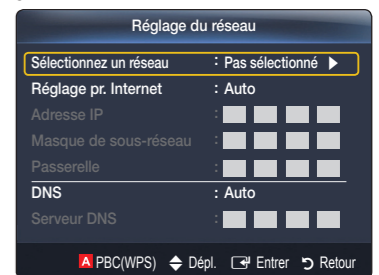 Réglage du réseau
Sélectionnez un réseau : Pas sélectionné ▶
Réglage pr. Internet : Auto
Adresse IP :
Masque de sous-réseau :
Passerelle :
DNS : Auto
Serveur DNS :
A PBC(WPS) Dépl. Entrer Retour